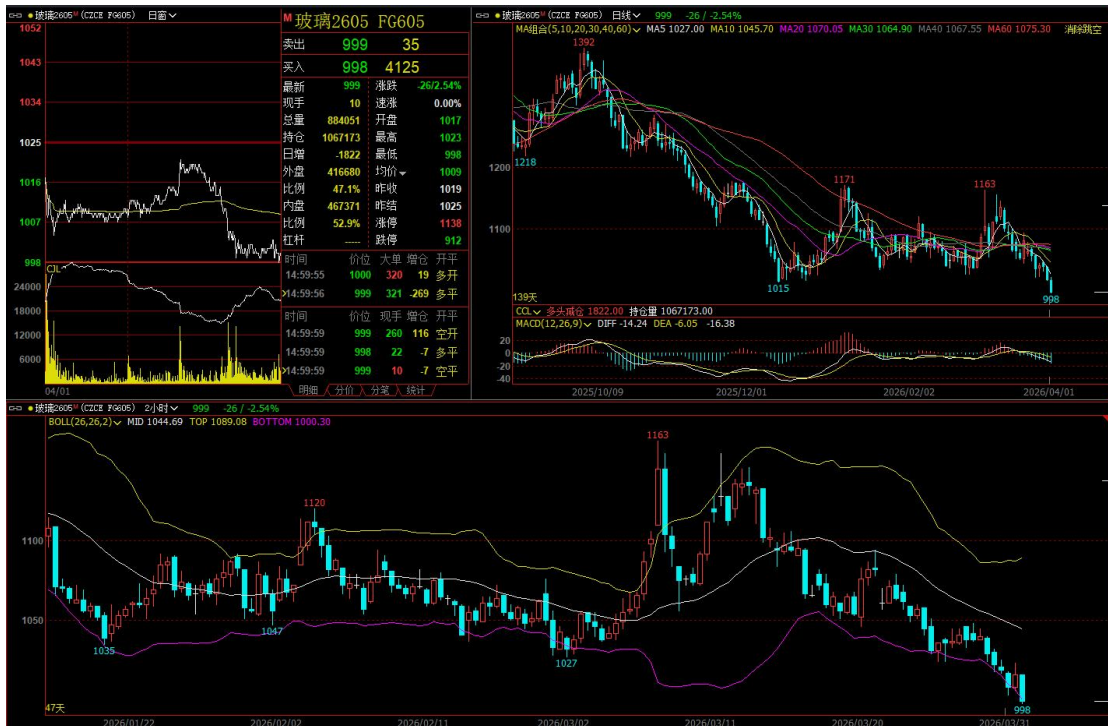 玻璃2605M (CZCE FG605) 日窗
1052
1043
1034
1025
1016
1007
998
CJL
24000
18000
12000
6000
04/01
M 玻璃2605 FG605
卖出 999 35
买入 998 4125
最新 999 涨跌 -26/2.54%
现手 10 速涨 0.00%
总量 884051 开盘 1017
持仓 1067173 最高 1023
日增 -1822 最低 998
外盘 416680 均价 1009
比例 47.1% 昨收 1019
内盘 467371 昨结 1025
比例 52.9% 涨停 1138
杠杆 ----- 跌停 912
时间 价位 大单 增仓 开平
14:59:55 1000 320 19 多开
14:59:56 999 321 -269 多平
时间 价位 现手 增仓 开平
14:59:59 999 260 116 空开
14:59:59 998 22 -7 多平
14:59:59 999 10 -7 空平
明细 分价 分笔 统计
玻璃2605M (CZCE FG605) 日线 999 -26 / -2.54%
MA组合(5,10,20,30,40,60) MA5 1027.00 MA10 1045.70 MA20 1070.05 MA30 1064.90 MA40 1067.55 MA60 1075.30 消除跳空
1392
1218
1200
1171
1163
1100
1015
998
139天
CCL 多头减仓 1822.00 持仓量 1067173.00
MACD(12,26,9) DIFF -14.24 DEA -6.05 -16.38
20
0
-20
-40
2025/10/09 2025/12/01 2026/02/02 2026/04/01
玻璃2605M (CZCE FG605) 2小时 999 -26 / -2.54%
BOLL(26,26,2) MID 1044.69 TOP 1089.08 BOTTOM 1000.30
1163
1120
1100
1050
1047
1035
1027
998
47天
2026/01/22 2026/02/02 2026/02/11 2026/03/02 2026/03/11 2026/03/20 2026/03/31